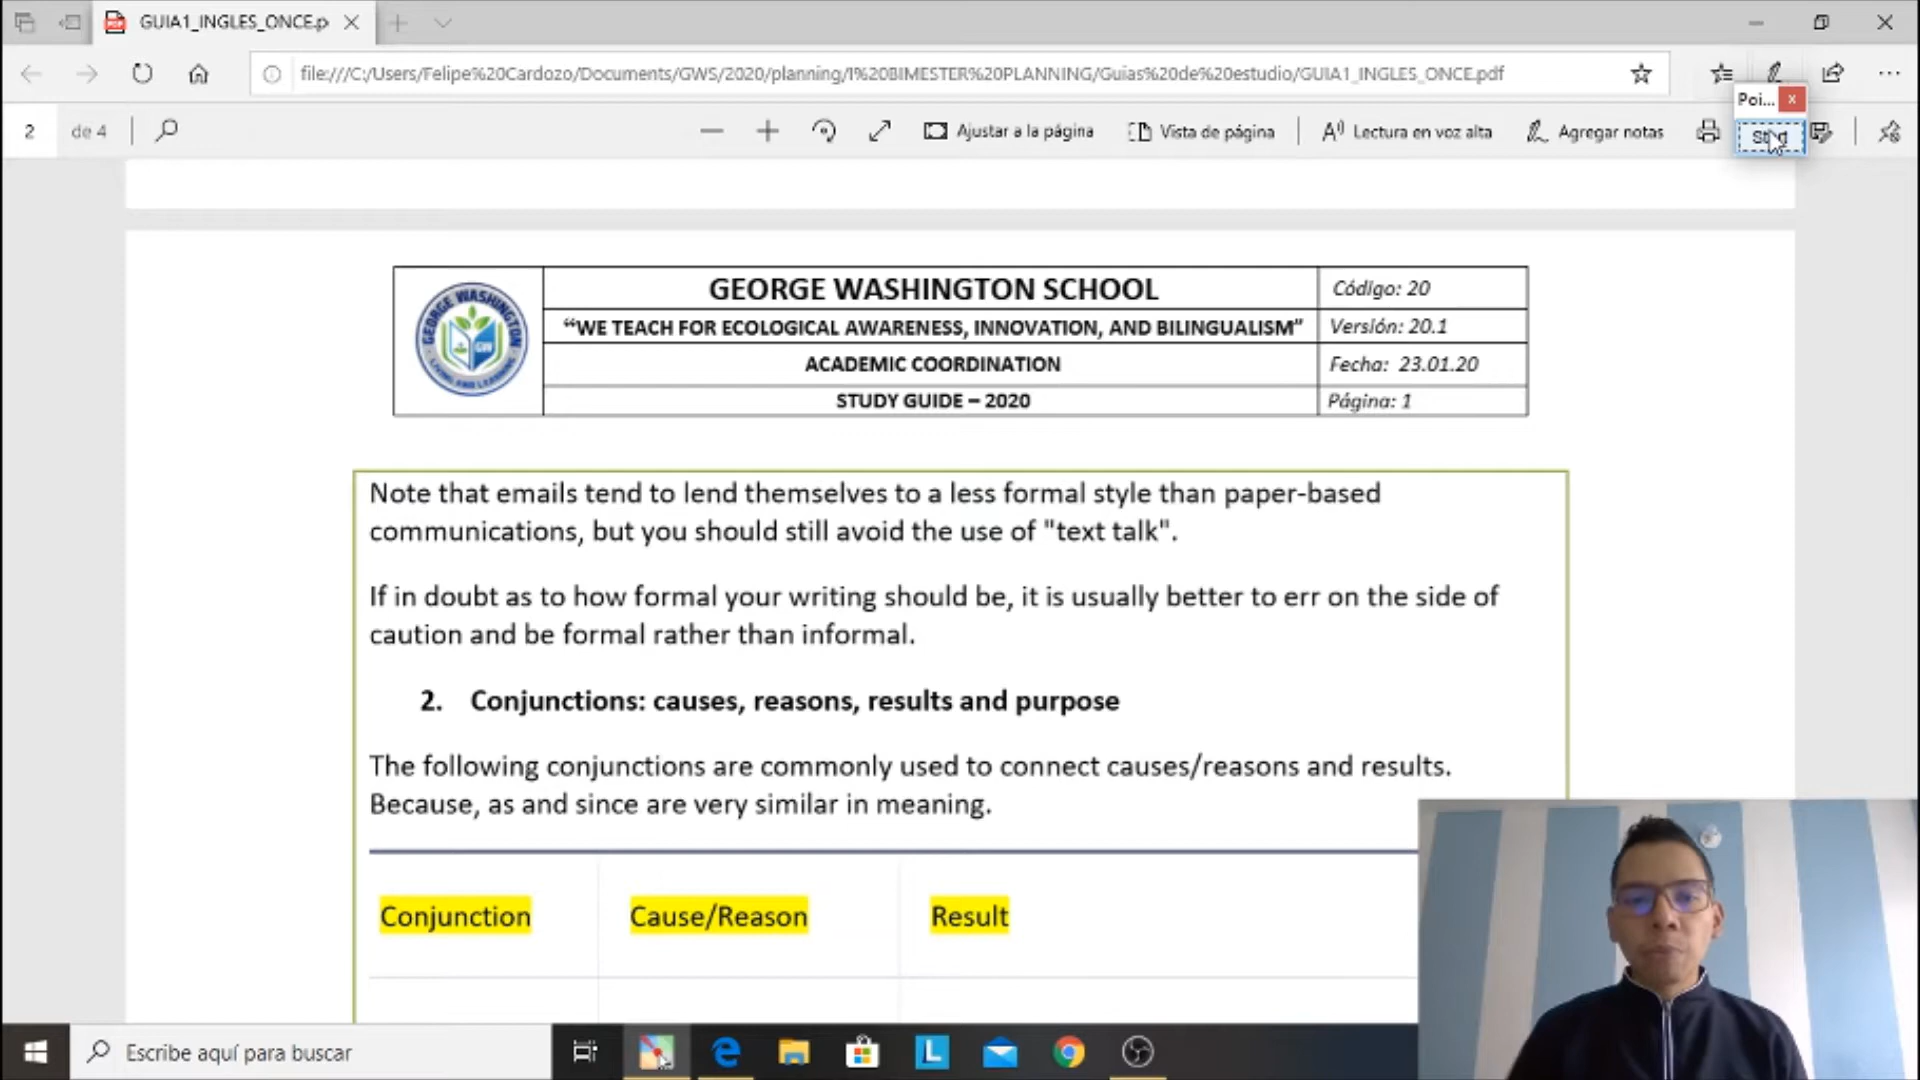 GUIA1_INGLES_ONCE.p
file:///C:/Users/Felipe%20Cardozo/Documents/GWS/2020/planning/I%20BIMESTER%20PLANNING/Guias%20de%20estudio/GUIA1_INGLES_ONCE.pdf
Poi...
2 de 4
Ajustar a la página
Vista de página
Lectura en voz alta
Agregar notas
GEORGE WASHINGTON
LIVING AND LEARNING
GW
GEORGE WASHINGTON SCHOOL
Código: 20
“WE TEACH FOR ECOLOGICAL AWARENESS, INNOVATION, AND BILINGUALISM”
Versión: 20.1
ACADEMIC COORDINATION
Fecha: 23.01.20
STUDY GUIDE – 2020
Página: 1
Note that emails tend to lend themselves to a less formal style than paper-based
communications, but you should still avoid the use of "text talk".
If in doubt as to how formal your writing should be, it is usually better to err on the side of
caution and be formal rather than informal.
2. Conjunctions: causes, reasons, results and purpose
The following conjunctions are commonly used to connect causes/reasons and results.
Because, as and since are very similar in meaning.
Conjunction
Cause/Reason
Result
Escribe aquí para buscar